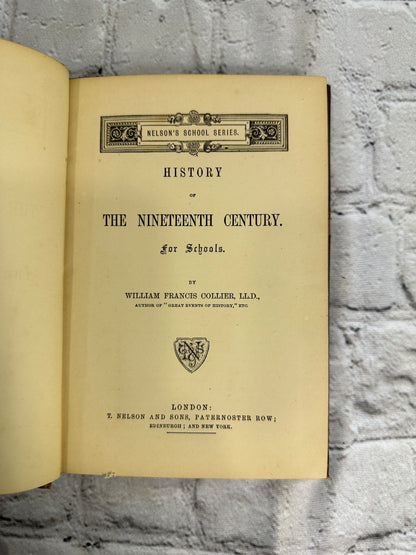 NELSON'S SCHOOL SERIES.
HISTORY
OF
THE NINETEENTH CENTURY.
For Schools.
BY
WILLIAM FRANCIS COLLIER, LL.D.,
AUTHOR OF "GREAT EVENTS OF HISTORY," ETC.
LONDON:
T. NELSON AND SONS, PATERNOSTER ROW;
EDINBURGH; AND NEW YORK.